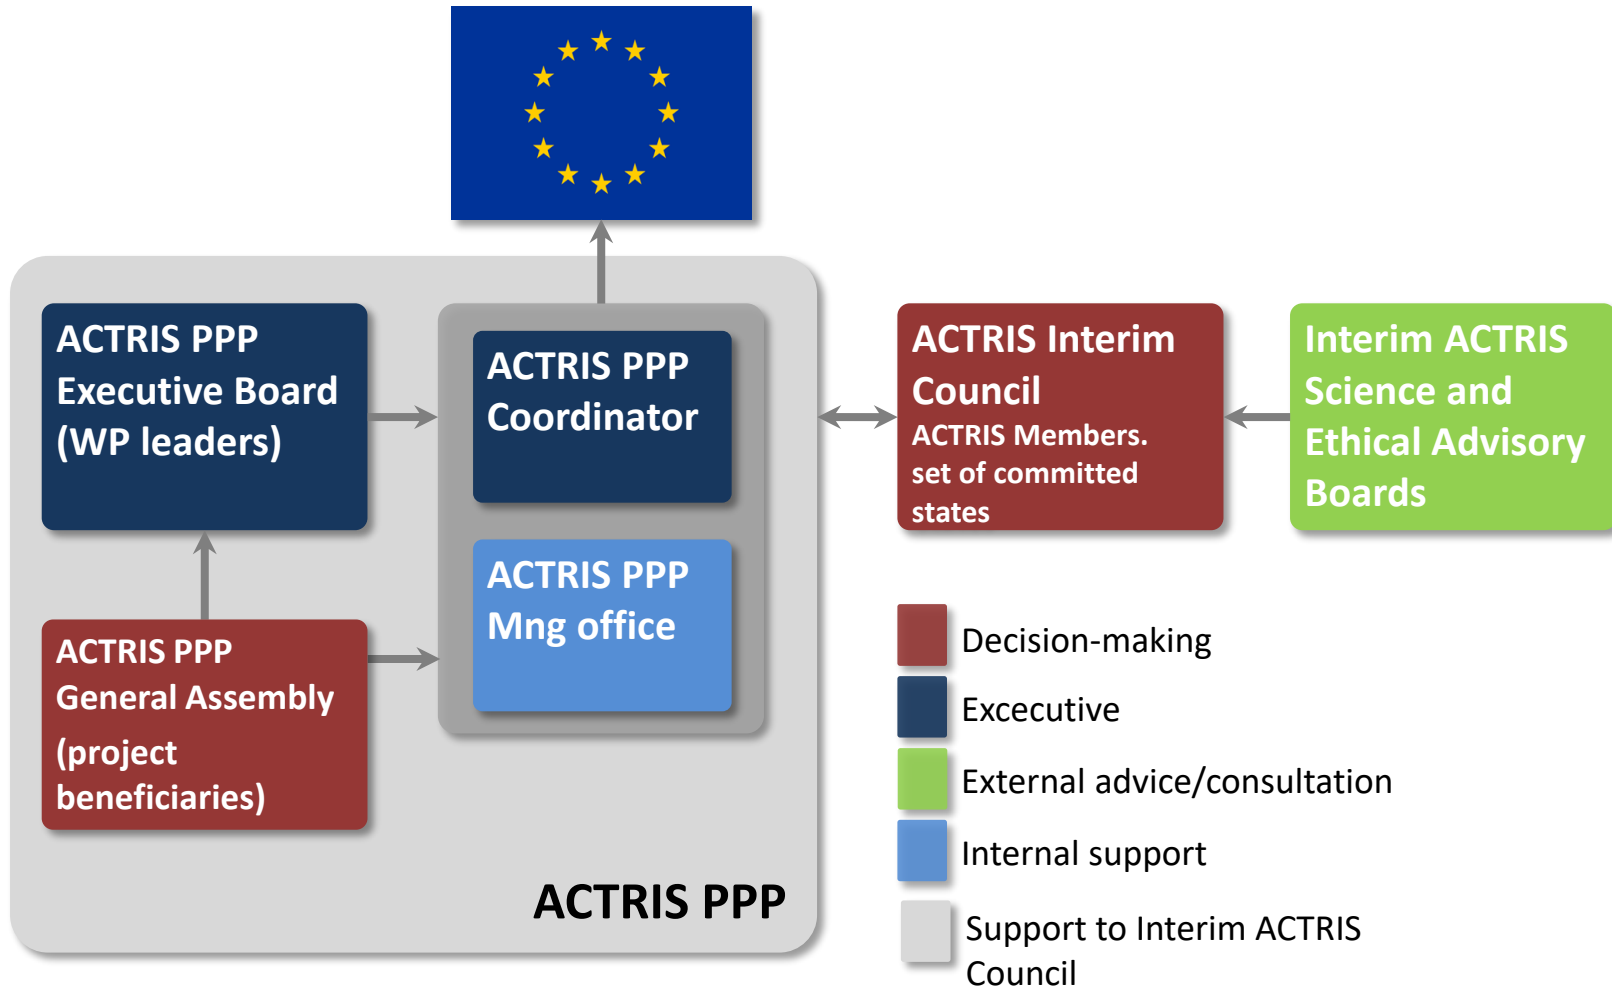 ACTRIS PPP
Executive Board
(WP leaders)
ACTRIS PPP
Coordinator
ACTRIS PPP
Mng office
ACTRIS PPP
General Assembly
(project
beneficiaries)
ACTRIS PPP
ACTRIS Interim
Council
ACTRIS Members.
set of committed
states
Interim ACTRIS
Science and
Ethical Advisory
Boards
Decision-making
Excecutive
External advice/consultation
Internal support
Support to Interim ACTRIS
Council